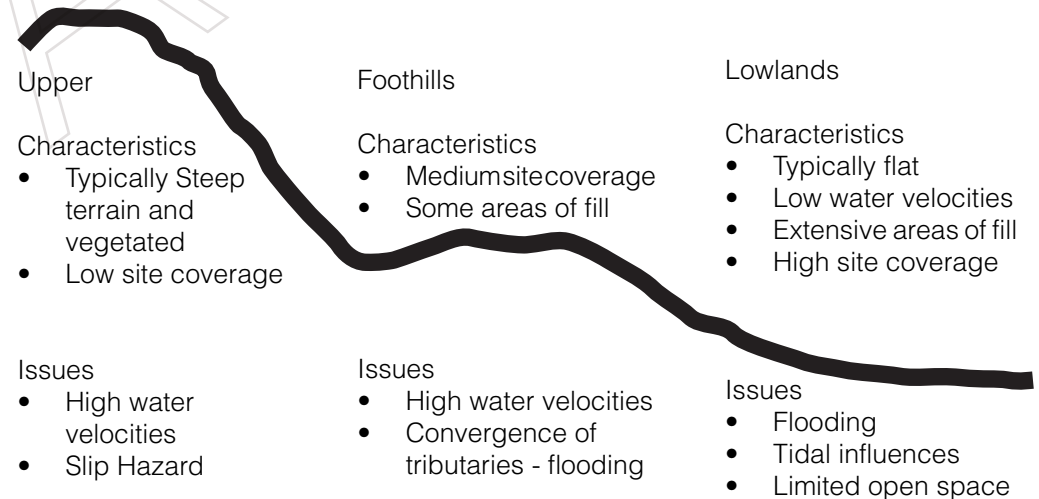 Upper
Characteristics
• Typically Steep
terrain and
vegetated
• Low site coverage
Issues
• High water
velocities
• Slip Hazard
Foothills
Characteristics
• Mediumsitecoverage
• Some areas of fill
Issues
• High water velocities
• Convergence of
tributaries - flooding
Lowlands
Characteristics
• Typically flat
• Low water velocities
• Extensive areas of fill
• High site coverage
Issues
• Flooding
• Tidal influences
• Limited open space